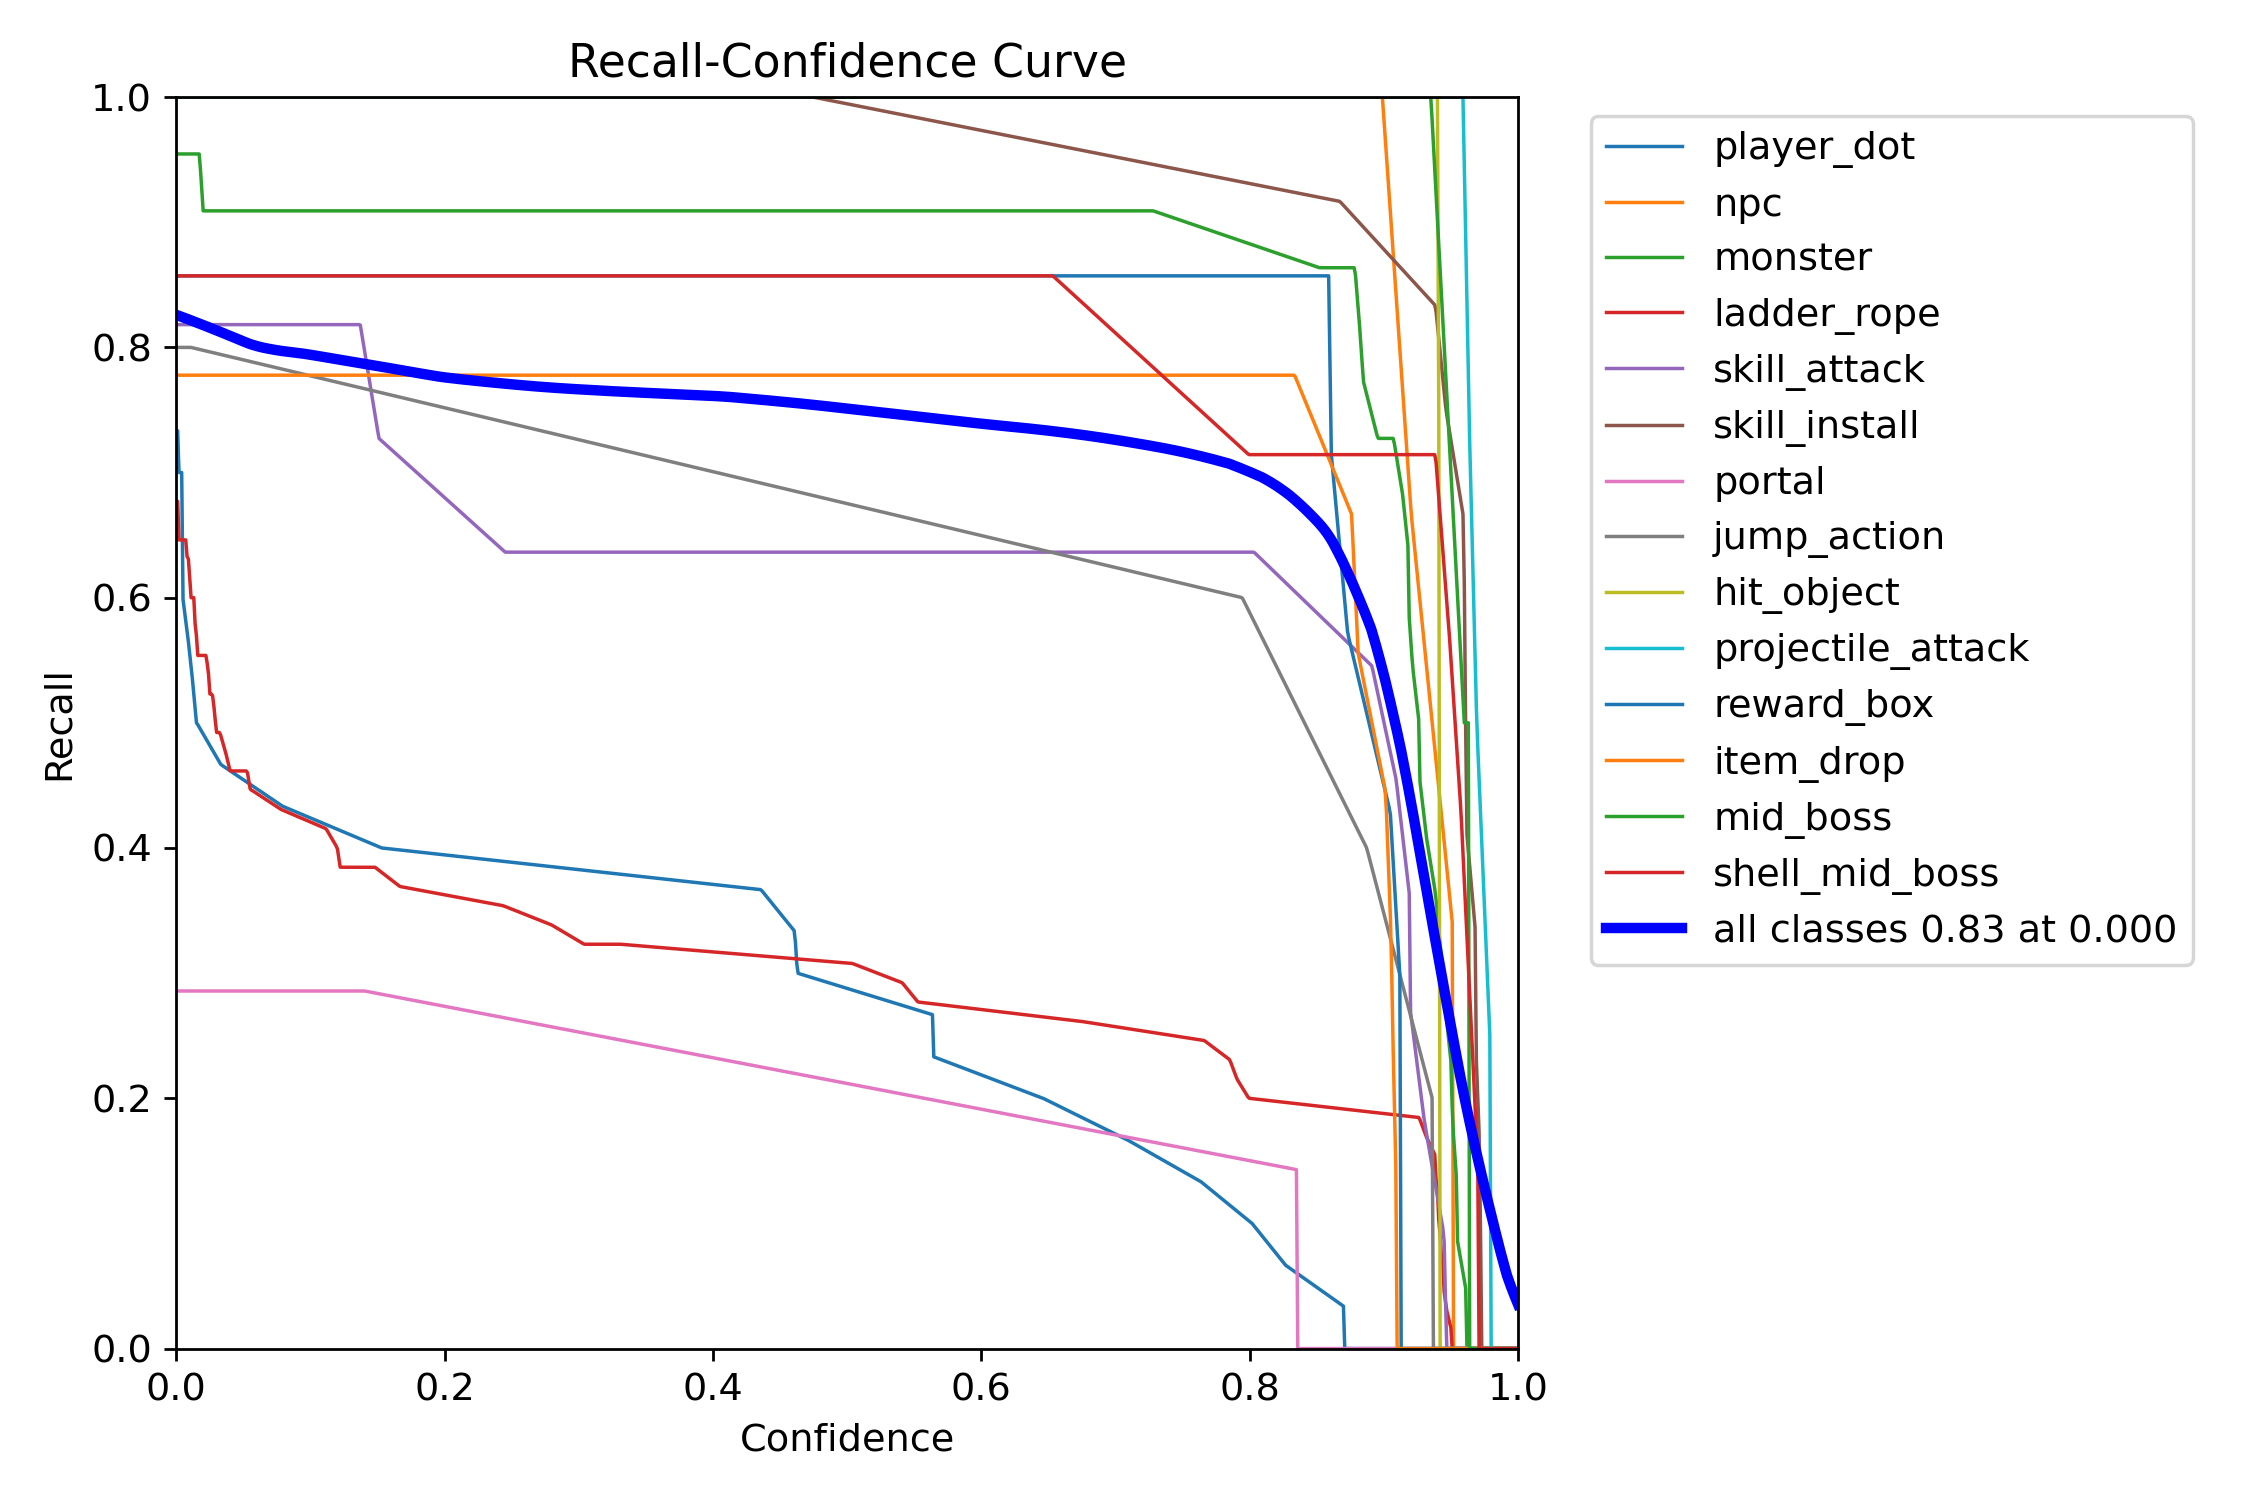 Recall-Confidence Curve
1.0
0.8
0.6
0.4
0.2
0.0
Recall
0.0 0.2 0.4 0.6 0.8 1.0
Confidence
player_dot
npc
monster
ladder_rope
skill_attack
skill_install
portal
jump_action
hit_object
projectile_attack
reward_box
item_drop
mid_boss
shell_mid_boss
all classes 0.83 at 0.000